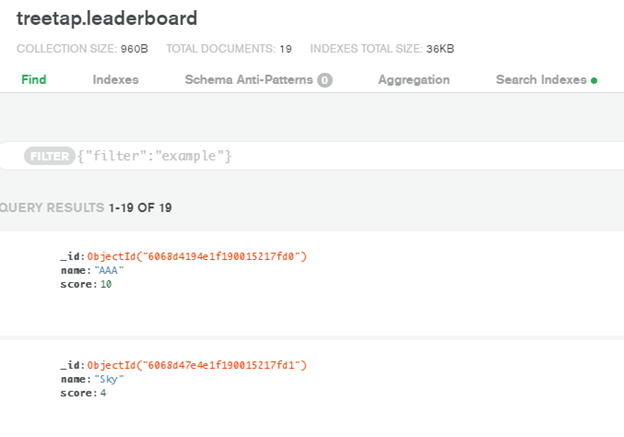 treetap.leaderboard
COLLECTION SIZE: 960B TOTAL DOCUMENTS: 19 INDEXES TOTAL SIZE: 36KB
Find Indexes Schema Anti-Patterns 0 Aggregation Search Indexes
FILTER {"filter":"example"}
QUERY RESULTS 1-19 OF 19
_id: ObjectId("6068d4194e1f190015217fd0")
name: "AAA"
score: 10
_id: ObjectId("6068d47e4e1f190015217fd1")
name: "Sky"
score: 4